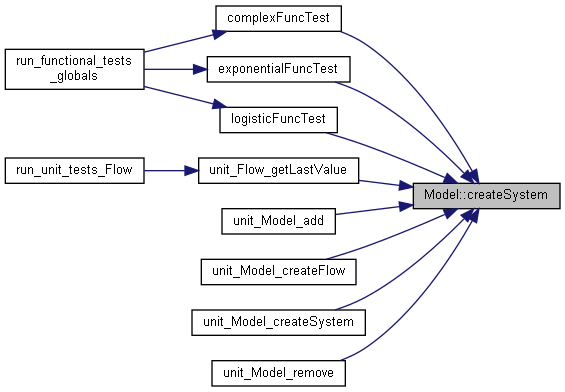 complexFuncTest
run_functional_tests
_globals
exponentialFuncTest
logisticFuncTest
run_unit_tests_Flow
unit_Flow_getLastValue
Model::createSystem
unit_Model_add
unit_Model_createFlow
unit_Model_createSystem
unit_Model_remove